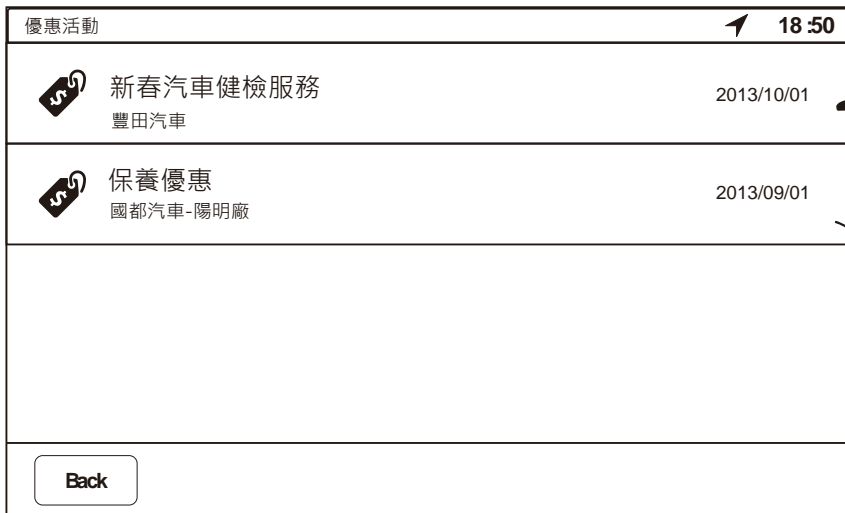 優惠活動
18:50
新春汽車健檢服務
豐田汽車
2013/10/01
保養優惠
國都汽車-陽明廠
2013/09/01
Back